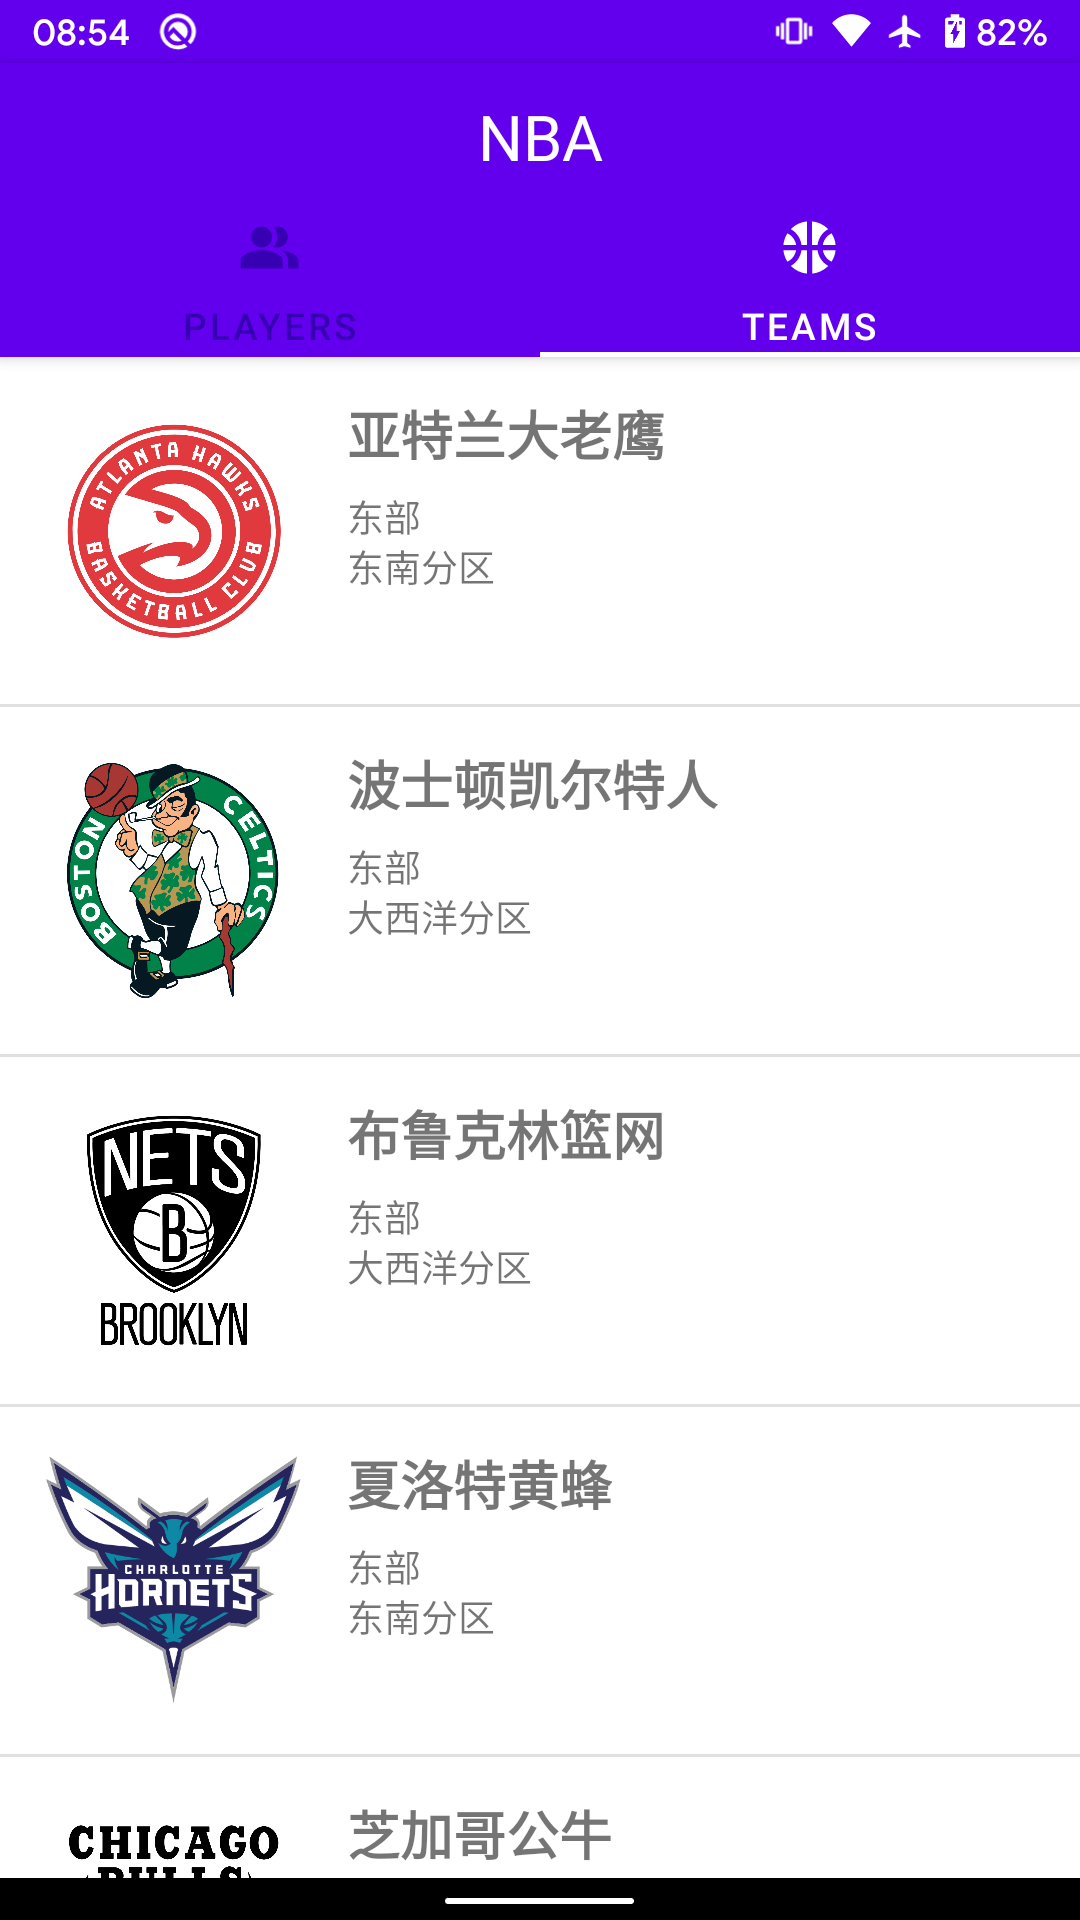 08:54
82%
NBA
PLAYERS
TEAMS
ATLANTA HAWKS
BASKETBALL CLUB
亚特兰大老鹰
东部
东南分区
BOSTON
CELTICS
波士顿凯尔特人
东部
大西洋分区
NETS
B
BROOKLYN
布鲁克林篮网
东部
大西洋分区
CHARLOTTE
HORNETS
夏洛特黄蜂
东部
东南分区
CHICAGO
BULLS
芝加哥公牛